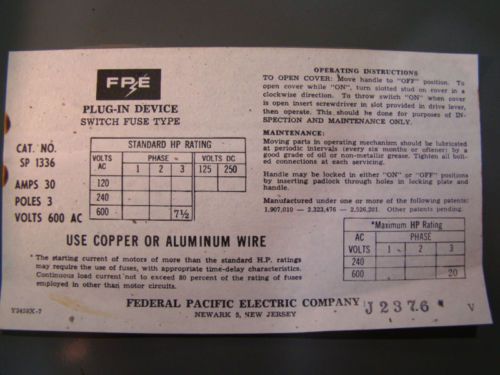 FPE
PLUG-IN DEVICE
SWITCH FUSE TYPE
CAT. NO.
SP 1336
AMPS 30
POLES 3
VOLTS 600 AC
STANDARD HP RATING
VOLTS AC PHASE VOLTS DC
1 2 3 125 250
120
240
600 7½
USE COPPER OR ALUMINUM WIRE
*The starting current of motors of more than the standard H.P. ratings
may require the use of fuses, with appropriate time-delay characteristics.
Continuous load current not to exceed 80 percent of the rating of fuses
employed in other than motor circuits.
OPERATING INSTRUCTIONS
TO OPEN COVER: Move handle to "OFF" position. To
open cover while "ON", turn slotted stud on cover in a
clockwise direction. To throw switch "ON" when cover
is open insert screwdriver in slot provided in drive lever,
then operate. This should be done for purposes of IN-
SPECTION AND MAINTENANCE ONLY.
MAINTENANCE:
Moving parts in operating mechanism should be lubricated
at periodic intervals (every six months or oftener) by a
good grade of oil or non-metallic grease. Tighten all bolt-
ed connections at each servicing.
Handle may be locked in either "ON" or "OFF" positions
by inserting padlock through holes in locking plate and
handle.
Manufactured under one or more of the following patents:
1,907,010 — 2,323,476 — 2,526,201. Other patents pending.
*Maximum HP Rating
AC VOLTS PHASE
1 2 3
240
600 20
FEDERAL PACIFIC ELECTRIC COMPANY
NEWARK 5, NEW JERSEY
J2376
V